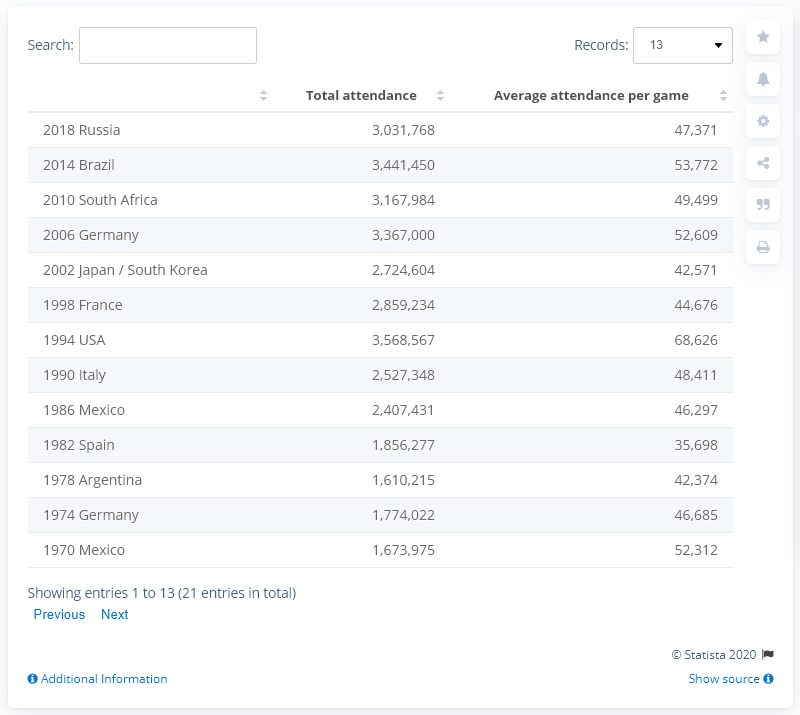 Search: Records: 13
Total attendance Average attendance per game
2018 Russia 3,031,768 47,371
2014 Brazil 3,441,450 53,772
2010 South Africa 3,167,984 49,499
2006 Germany 3,367,000 52,609
2002 Japan / South Korea 2,724,604 42,571
1998 France 2,859,234 44,676
1994 USA 3,568,567 68,626
1990 Italy 2,527,348 48,411
1986 Mexico 2,407,431 46,297
1982 Spain 1,856,277 35,698
1978 Argentina 1,610,215 42,374
1974 Germany 1,774,022 46,685
1970 Mexico 1,673,975 52,312
Showing entries 1 to 13 (21 entries in total)
Previous Next
© Statista 2020
Additional Information Show source